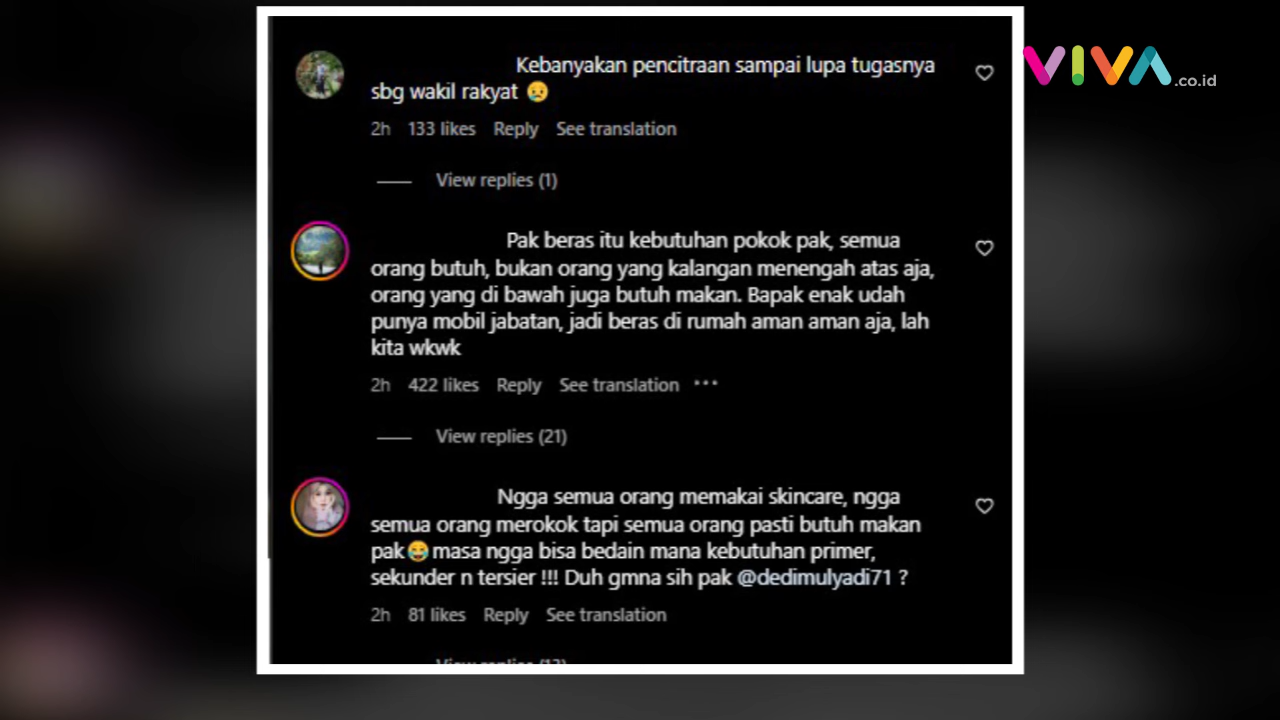 VIVA.co.id
Kebanyakan pencitraan sampai lupa tugasnya
sbg wakil rakyat 😢
2h 133 likes Reply See translation
View replies (1)
Pak beras itu kebutuhan pokok pak, semua
orang butuh, bukan orang yang kalangan menengah atas aja,
orang yang di bawah juga butuh makan. Bapak enak udah
punya mobil jabatan, jadi beras di rumah aman aman aja, lah
kita wkwk
2h 422 likes Reply See translation ···
View replies (21)
Ngga semua orang memakai skincare, ngga
semua orang merokok tapi semua orang pasti butuh makan
pak😂masa ngga bisa bedain mana kebutuhan primer,
sekunder n tersier !!! Duh gmna sih pak @dedimulyadi71 ?
2h 81 likes Reply See translation
View replies